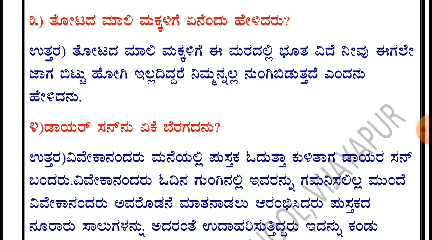 ೩) ತೋಟದ ಮಾಲಿ ಮಕ್ಕಳಿಗೆ ಏನೆಂದು ಹೇಳಿದರು?
ಉತ್ತರ) ತೋಟದ ಮಾಲಿ ಮಕ್ಕಳಿಗೆ ಈ ಮರದಲ್ಲಿ ಭೂತ ವಿದೆ ನೀವು ಈಗಲೇ
ಜಾಗ ಬಿಟ್ಟು ಹೋಗಿ ಇಲ್ಲದಿದ್ದರೆ ನಿಮ್ಮನ್ನಲ್ಲ ನುಂಗಿಬಿಡುತ್ತದೆ ಎಂದನು
ಹೇಳಿದನು.
೪)ಡಾಯರ್ ಸನ್‌ನು ಏಕೆ ಬೆರಗದನು?
ಉತ್ತರ)ವಿವೇಕಾನಂದರು ಮನೆಯಲ್ಲಿ ಪುಸ್ತಕ ಓದುತ್ತಾ ಕುಳಿತಾಗ ಡಾಯರ ಸನ್
ಬಂದರು.ವಿವೇಕಾನಂದರು ಓದಿನ ಗುಂಗಿನಲ್ಲಿ ಇವರನ್ನು ಗಮನಿಸಲಿಲ್ಲ ಮುಂದೆ
ವಿವೇಕಾನಂದರು ಅವರೊಡನೆ ಮಾತನಾಡಲು ಆರಂಭಿಸಿದರು ಪುಸ್ತಕದ
ನೂರಾರು ಸಾಲುಗಳನ್ನು ಅದರಂತೆ ಉದಾಹರಿಸುತ್ತಿದ್ದರು ಇದನ್ನು ಕಂಡು
VIJAYAPUR